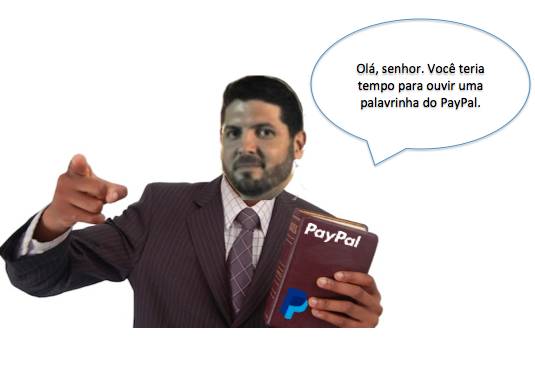 Olá, senhor. Você teria
tempo para ouvir uma
palavrinha do PayPal.
PayPal